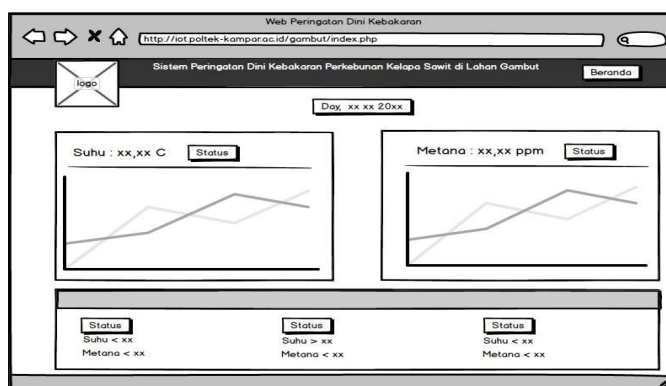 Web Peringatan Dini Kebakaran
http://iot.poltek-kampar.ac.id/gambut/index.php
logo
Sistem Peringatan Dini Kebakaran Perkebunan Kelapa Sawit di Lahan Gambut
Beranda
Day, xx xx 20xx
Suhu : xx,xx C
Status
Metana : xx,xx ppm
Status
Status
Suhu < xx
Metana < xx
Status
Suhu > xx
Metana < xx
Status
Suhu < xx
Metana < xx